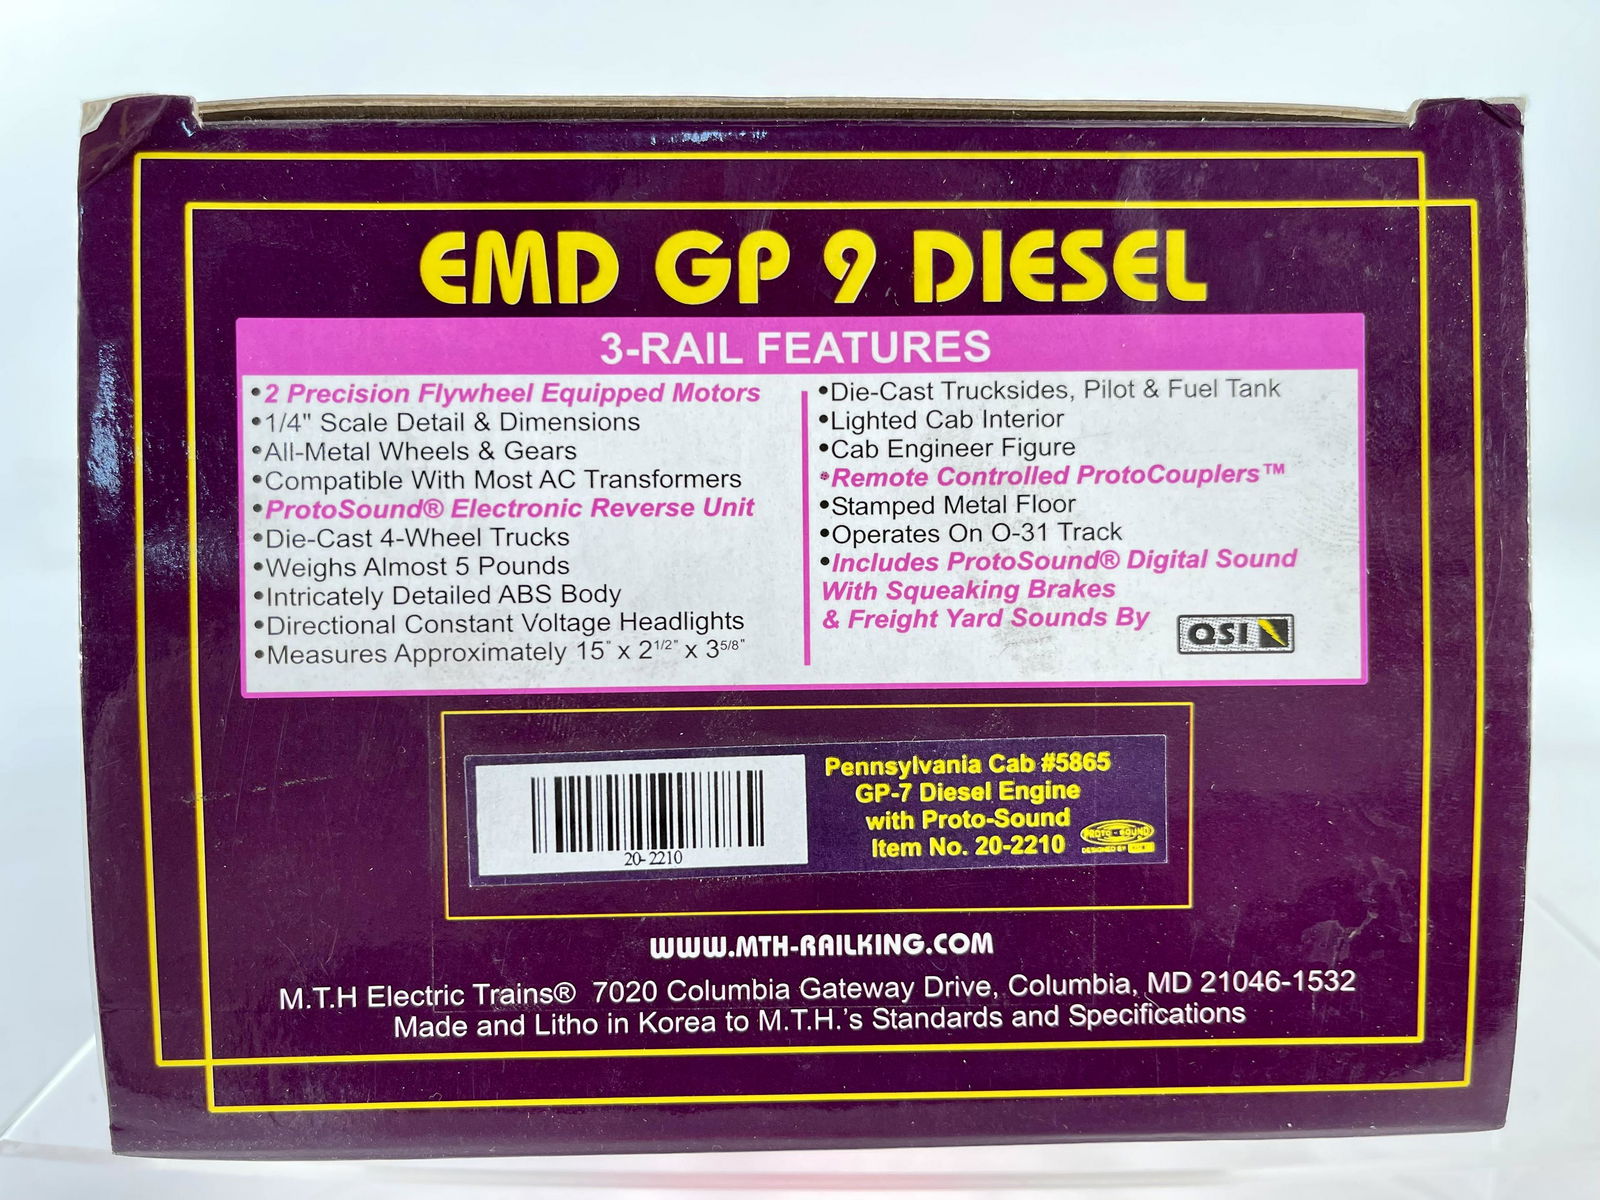 EMD GP 9 DIESEL
3-RAIL FEATURES
•2 Precision Flywheel Equipped Motors
•1/4" Scale Detail & Dimensions
•All-Metal Wheels & Gears
•Compatible With Most AC Transformers
•ProtoSound® Electronic Reverse Unit
•Die-Cast 4-Wheel Trucks
•Weighs Almost 5 Pounds
•Intricately Detailed ABS Body
•Directional Constant Voltage Headlights
•Measures Approximately 15" x 2 1/2" x 3 5/8"
•Die-Cast Trucksides, Pilot & Fuel Tank
•Lighted Cab Interior
•Cab Engineer Figure
•Remote Controlled ProtoCouplers™
•Stamped Metal Floor
•Operates On O-31 Track
•Includes ProtoSound® Digital Sound
With Squeaking Brakes
& Freight Yard Sounds By
QSI
20-2210
Pennsylvania Cab #5865
GP-7 Diesel Engine
with Proto-Sound
Item No. 20-2210
PROTO-SOUND
DESIGNED BY
WWW.MTH-RAILKING.COM
M.T.H Electric Trains® 7020 Columbia Gateway Drive, Columbia, MD 21046-1532
Made and Litho in Korea to M.T.H.'s Standards and Specifications